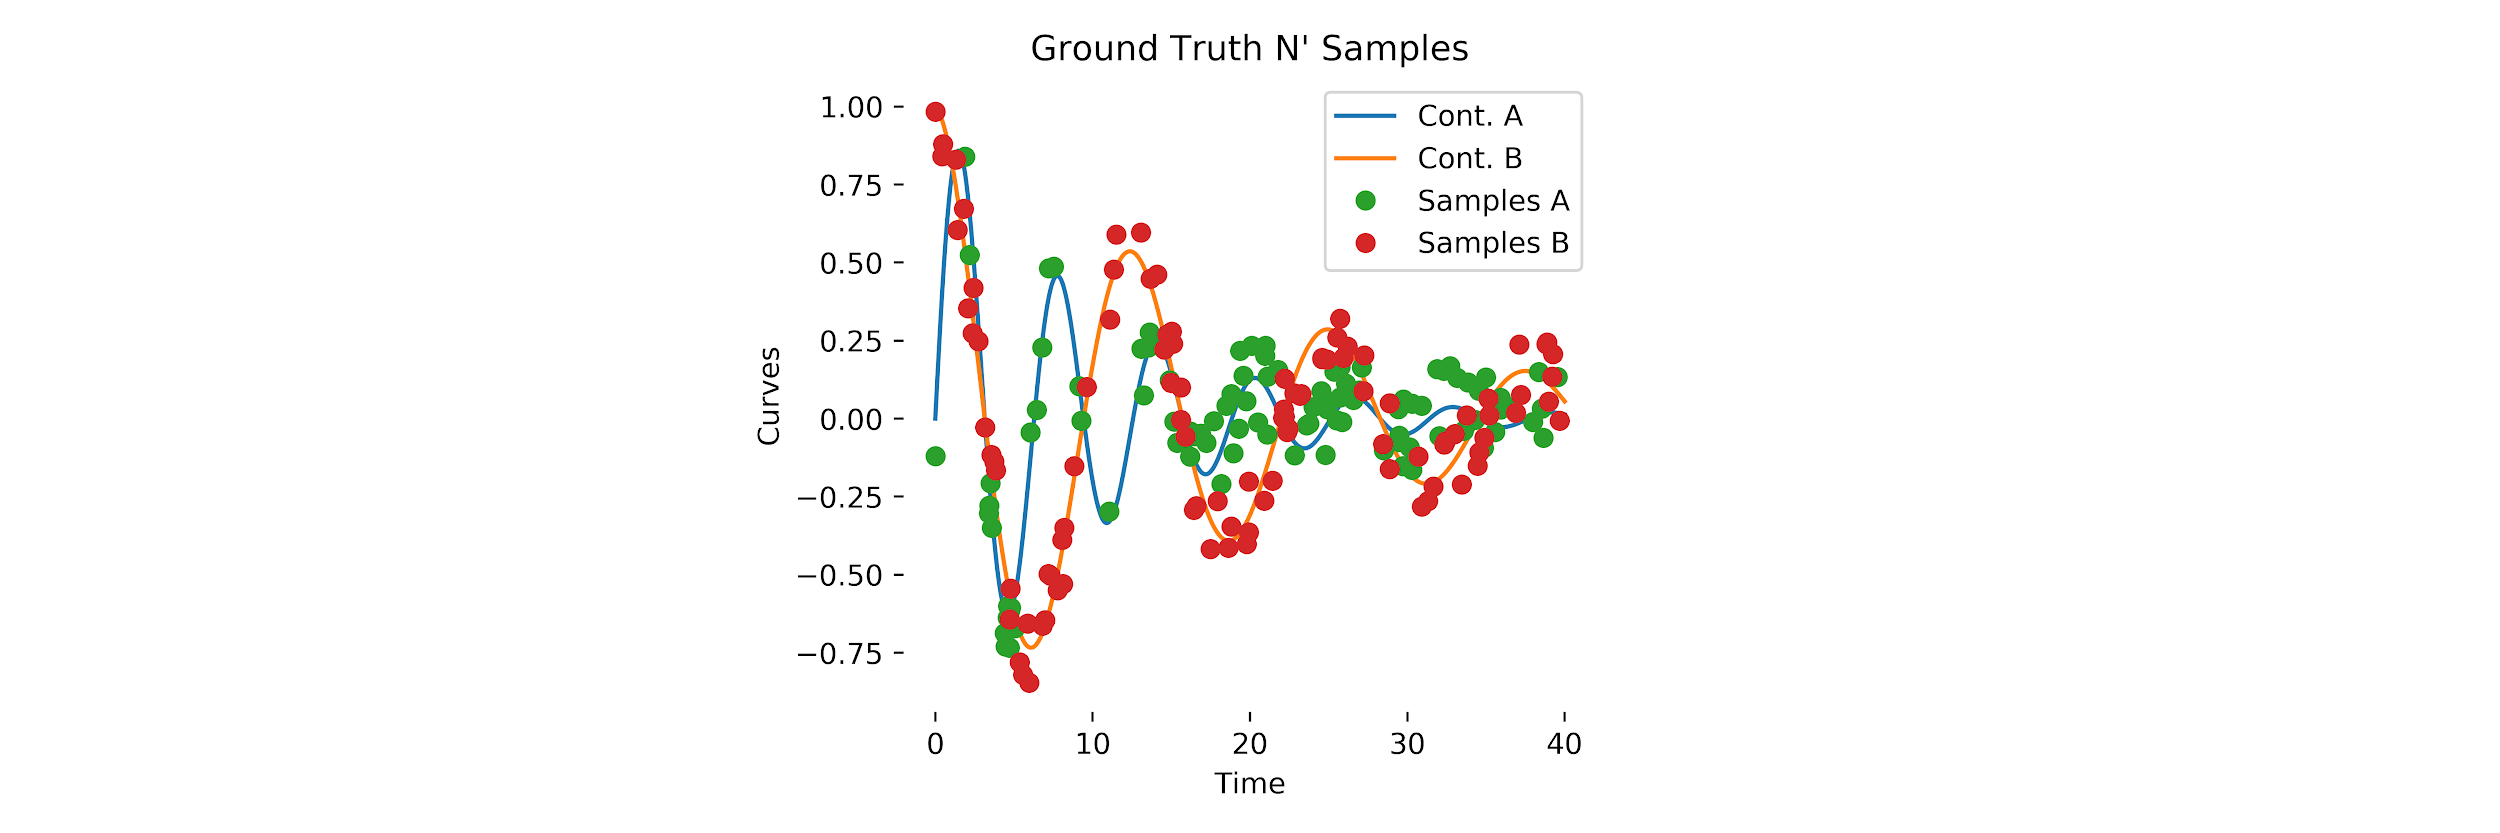 Ground Truth N' Samples
Cont. A
Cont. B
Samples A
Samples B
1.00
0.75
0.50
0.25
0.00
−0.25
−0.50
−0.75
Curves
0 10 20 30 40
Time